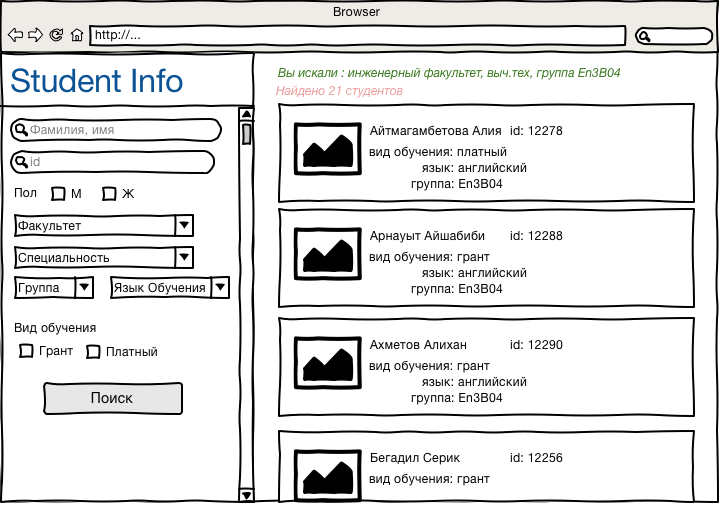 Browser
http://...
Student Info
Фамилия, имя
id
Пол М Ж
Факультет
Специальность
Группа Язык Обучения
Вид обучения
Грант Платный
Поиск
Вы искали : инженерный факультет, выч.тех, группа En3B04
Найдено 21 студентов
Айтмагамбетова Алия id: 12278
вид обучения: платный
язык: английский
группа: En3B04
Арнауыт Айшабиби id: 12288
вид обучения: грант
язык: английский
группа: En3B04
Ахметов Алихан id: 12290
вид обучения: грант
язык: английский
группа: En3B04
Бегадил Серик id: 12256
вид обучения: грант